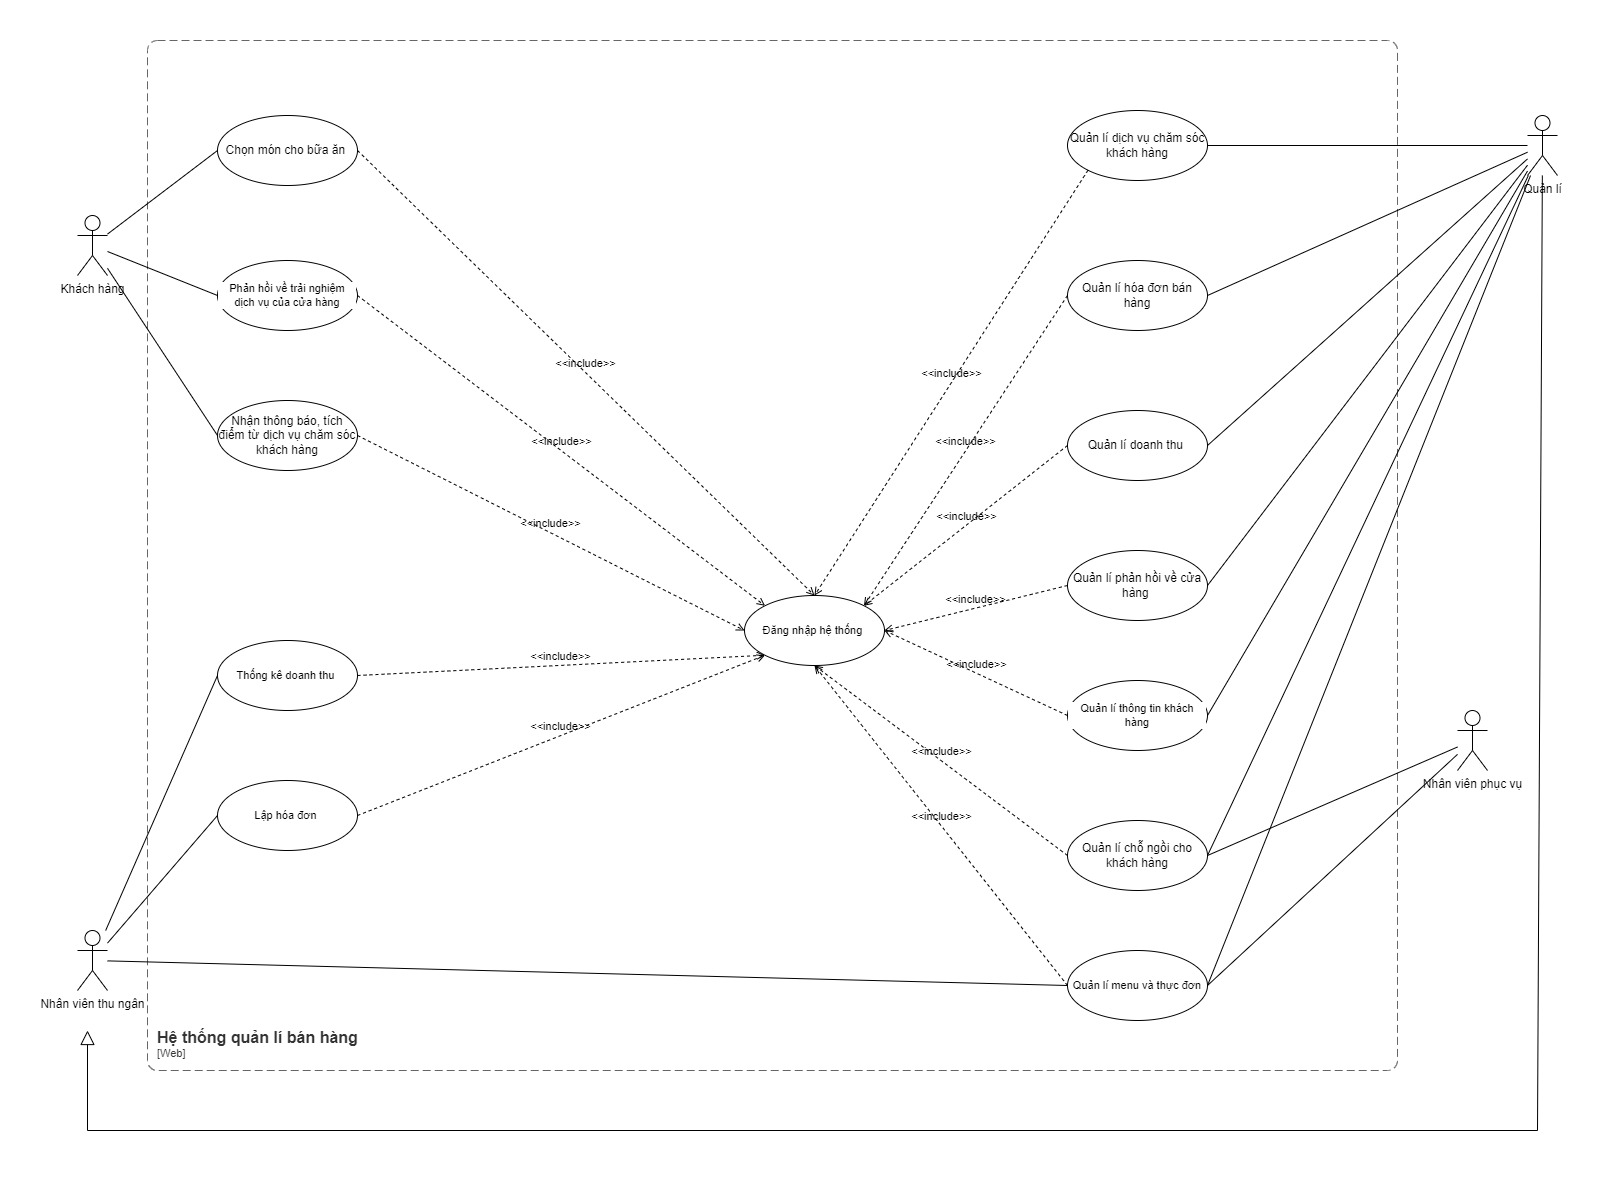 Chọn món cho bữa ăn
Quản lí dịch vụ chăm sóc
khách hàng
Quản lí
Khách hàng
Phản hồi về trải nghiệm
dịch vụ của cửa hàng
Quản lí hóa đơn bán
hàng
<<include>>
<<include>>
Nhận thông báo, tích
điểm từ dịch vụ chăm sóc
khách hàng
<<include>>
<<include>>
Quản lí doanh thu
<<include>>
<<include>>
Quản lí phản hồi về cửa
hàng
<<include>>
Đăng nhập hệ thống
Thống kê doanh thu
<<include>>
<<include>>
Quản lí thông tin khách
hàng
<<include>>
<<include>>
Nhân viên phục vụ
Lập hóa đơn
<<include>>
Quản lí chỗ ngồi cho
khách hàng
Nhân viên thu ngân
Quản lí menu và thực đơn
Hệ thống quản lí bán hàng
[Web]